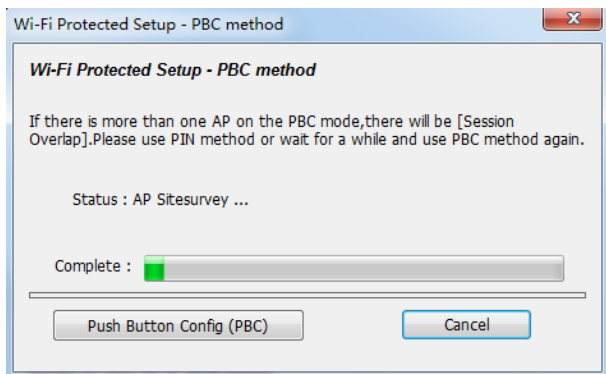 Wi-Fi Protected Setup - PBC method
Wi-Fi Protected Setup - PBC method
If there is more than one AP on the PBC mode,there will be [Session
Overlap].Please use PIN method or wait for a while and use PBC method again.
Status : AP Sitesurvey ...
Complete :
Push Button Config (PBC)
Cancel